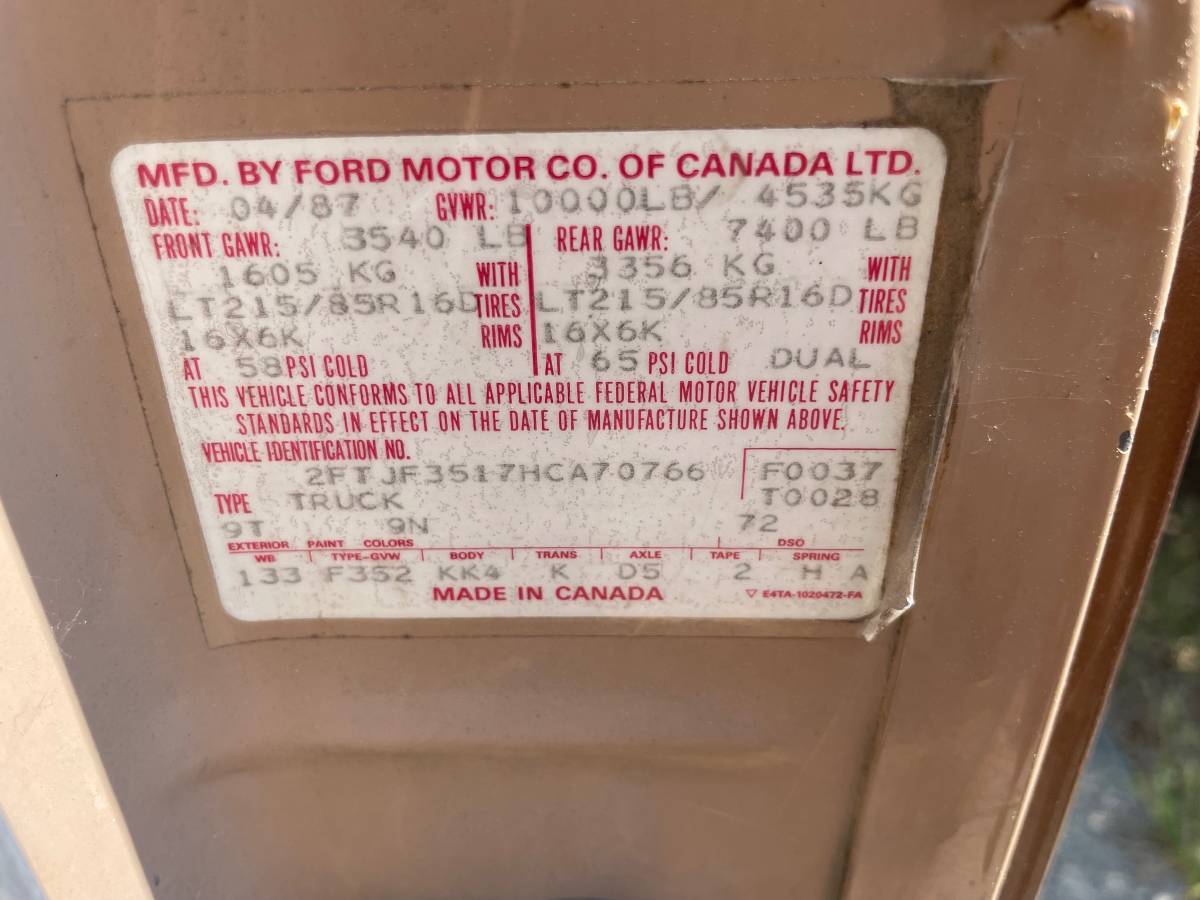 MFD. BY FORD MOTOR CO. OF CANADA LTD.
DATE: 04/87 GVWR: 10000LB/ 4535KG
FRONT GAWR: 3540 LB REAR GAWR: 7400 LB
1605 KG WITH 3356 KG WITH
LT215/85R16D TIRES LT215/85R16D TIRES
16X6K RIMS 16X6K RIMS
AT 58 PSI COLD AT 65 PSI COLD DUAL
THIS VEHICLE CONFORMS TO ALL APPLICABLE FEDERAL MOTOR VEHICLE SAFETY
STANDARDS IN EFFECT ON THE DATE OF MANUFACTURE SHOWN ABOVE.
VEHICLE IDENTIFICATION NO.
2FTJF3517HCA70766 F0037
TYPE TRUCK T0028
9T 9N 72
EXTERIOR PAINT COLORS DSO
WB TYPE-GVW BODY TRANS AXLE TAPE SPRING
133 F352 KK4 K D5 2 H A
MADE IN CANADA ▽ E4TA-1020472-FA